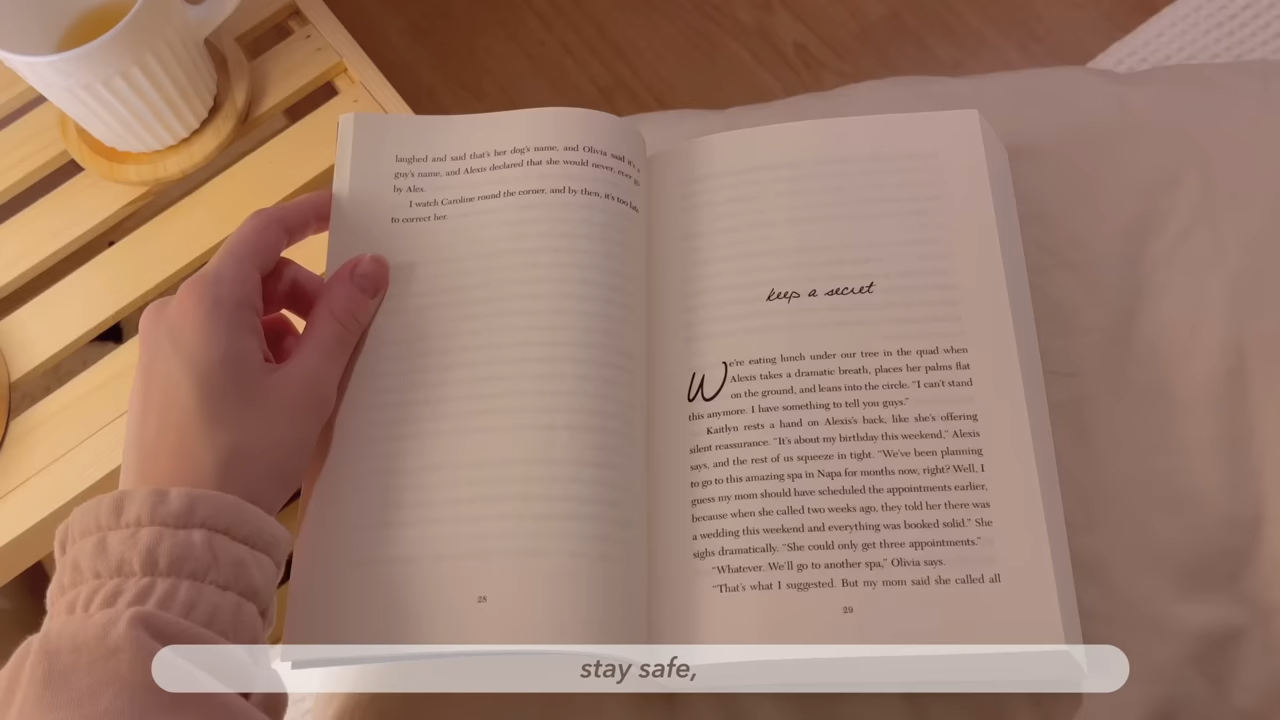 laughed and said that's her dog's name, and Olivia said it's a
guy's name, and Alexis declared that she would never, ever go
by Alex.
I watch Caroline round the corner, and by then, it's too late
to correct her.
28
keep a secret
We're eating lunch under our tree in the quad when
Alexis takes a dramatic breath, places her palms flat
on the ground, and leans into the circle. “I can't stand
this anymore. I have something to tell you guys.”
Kaitlyn rests a hand on Alexis's back, like she's offering
silent reassurance. “It's about my birthday this weekend,” Alexis
says, and the rest of us squeeze in tight. “We've been planning
to go to this amazing spa in Napa for months now, right? Well, I
guess my mom should have scheduled the appointments earlier,
because when she called two weeks ago, they told her there was
a wedding this weekend and everything was booked solid.” She
sighs dramatically. “She could only get three appointments.”
“Whatever. We'll go to another spa,” Olivia says.
“That's what I suggested. But my mom said she called all
29
stay safe,